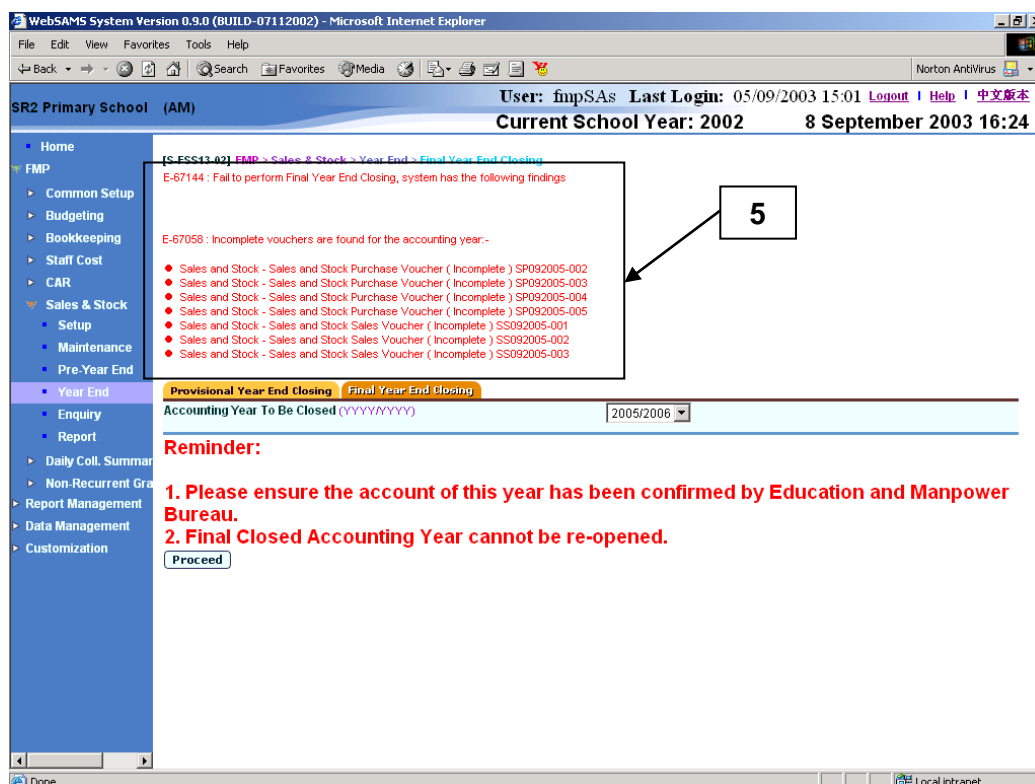 WebSAMS System Version 0.9.0 (BUILD-07112002) - Microsoft Internet Explorer
File Edit View Favorites Tools Help
Back Search Favorites Media Norton AntiVirus
SR2 Primary School (AM)
User: fmpSAs Last Login: 05/09/2003 15:01 Logout | Help | 中文版本
Current School Year: 2002 8 September 2003 16:24
Home
FMP
Common Setup
Budgeting
Bookkeeping
Staff Cost
CAR
Sales & Stock
Setup
Maintenance
Pre-Year End
Year End
Enquiry
Report
Daily Coll. Summar
Non-Recurrent Gra
Report Management
Data Management
Customization
[S-FSS13-02] FMP > Sales & Stock > Year End > Final Year End Closing
E-67144 : Fail to perform Final Year End Closing, system has the following findings
E-67058 : Incomplete vouchers are found for the accounting year:-
Sales and Stock - Sales and Stock Purchase Voucher ( Incomplete ) SP092005-002
Sales and Stock - Sales and Stock Purchase Voucher ( Incomplete ) SP092005-003
Sales and Stock - Sales and Stock Purchase Voucher ( Incomplete ) SP092005-004
Sales and Stock - Sales and Stock Purchase Voucher ( Incomplete ) SP092005-005
Sales and Stock - Sales and Stock Sales Voucher ( Incomplete ) SS092005-001
Sales and Stock - Sales and Stock Sales Voucher ( Incomplete ) SS092005-002
Sales and Stock - Sales and Stock Sales Voucher ( Incomplete ) SS092005-003
5
Provisional Year End Closing Final Year End Closing
Accounting Year To Be Closed (YYYY/YYYY) 2005/2006
Reminder:
1. Please ensure the account of this year has been confirmed by Education and Manpower
Bureau.
2. Final Closed Accounting Year cannot be re-opened.
Proceed
Done Local intranet